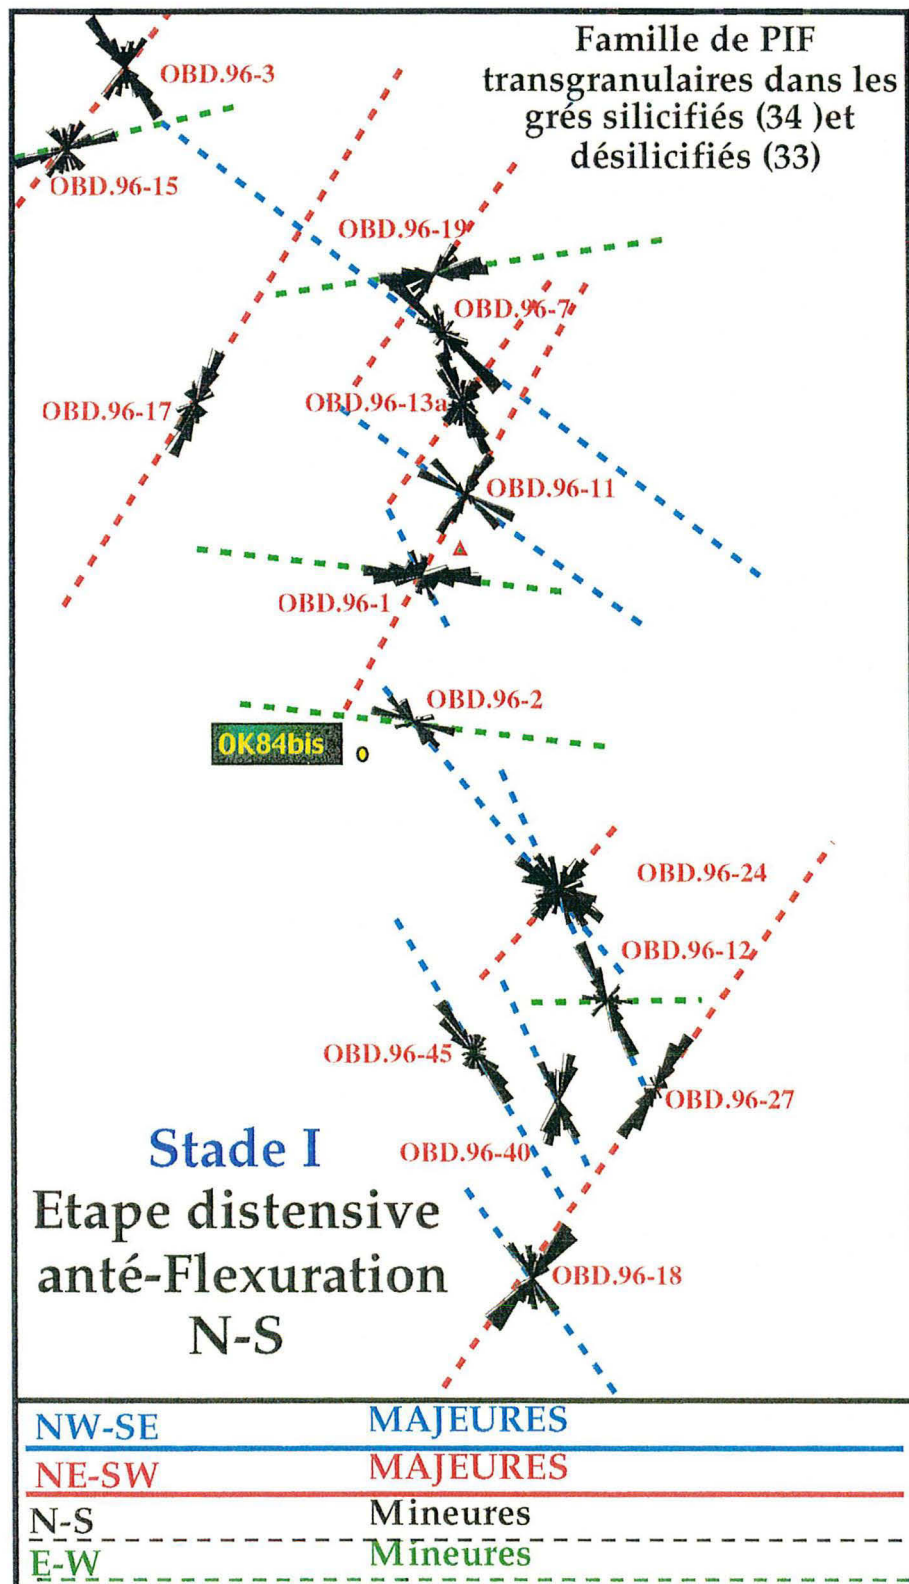 Famille de PIF
transgranulaires dans les
grés silicifiés (34 )et
désilicifiés (33)
OBD.96-3
OBD.96-15
OBD.96-19
OBD.96-7
OBD.96-17
OBD.96-13a
OBD.96-11
OBD.96-1
OBD.96-2
OK84bis
OBD.96-24
OBD.96-12
OBD.96-45
OBD.96-27
OBD.96-40
OBD.96-18
Stade I
Etape distensive
anté-Flexuration
N-S
NW-SE MAJEURES
NE-SW MAJEURES
N-S Mineures
E-W Mineures